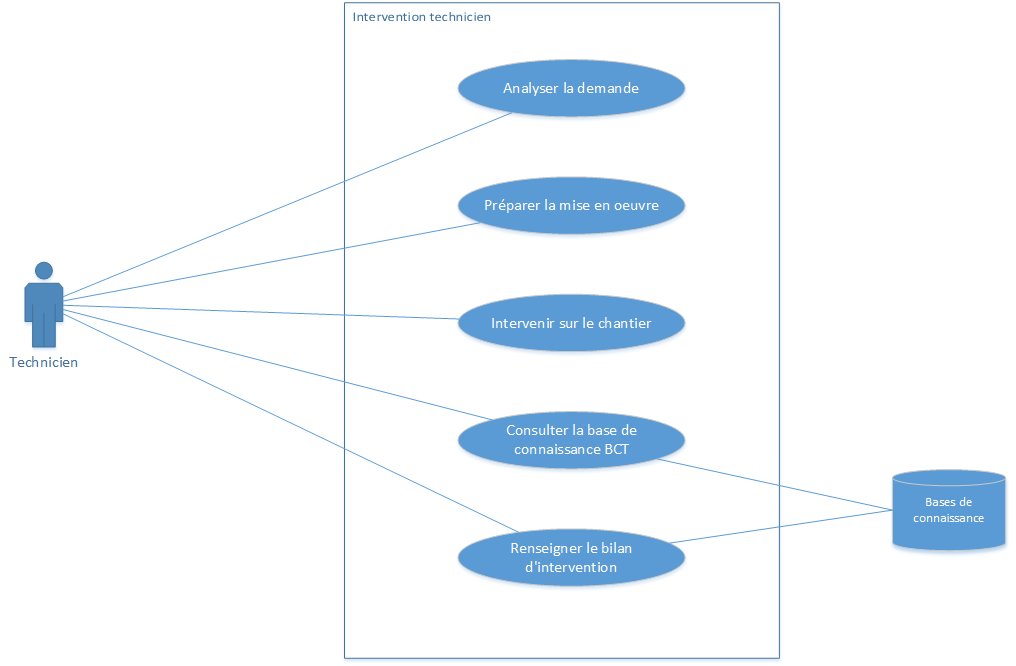 Intervention technicien
Analyser la demande
Préparer la mise en oeuvre
Intervenir sur le chantier
Technicien
Consulter la base de
connaissance BCT
Bases de
connaissance
Renseigner le bilan
d'intervention